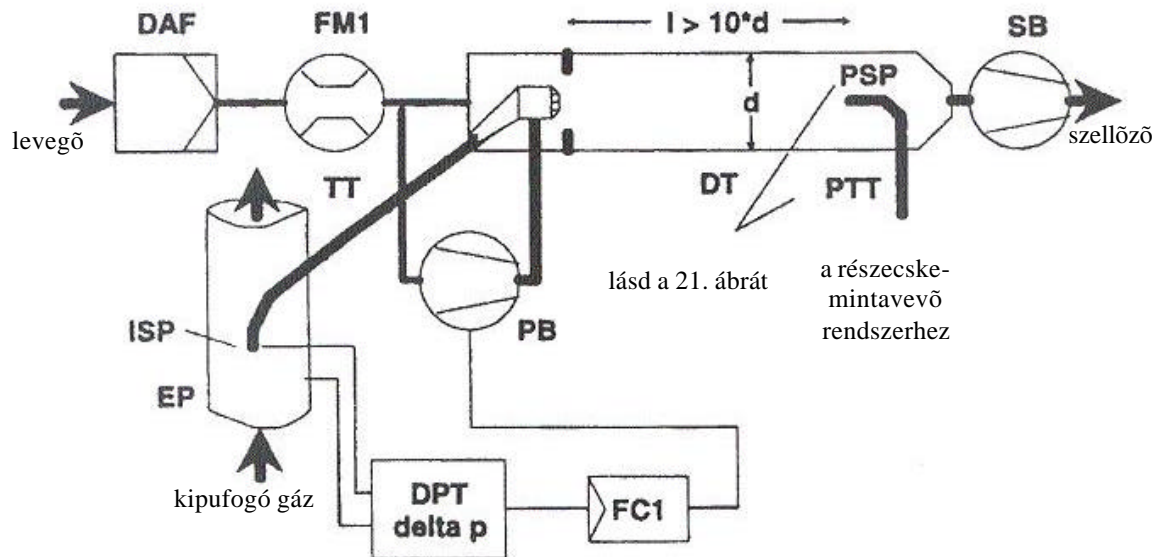 DAF
FM1
l > 10*d
SB
PSP
d
levegõ
szellõzõ
TT
DT
PTT
lásd a 21. ábrát
a részecske-
mintavevõ
rendszerhez
PB
ISP
EP
kipufogó gáz
DPT
delta p
FC1